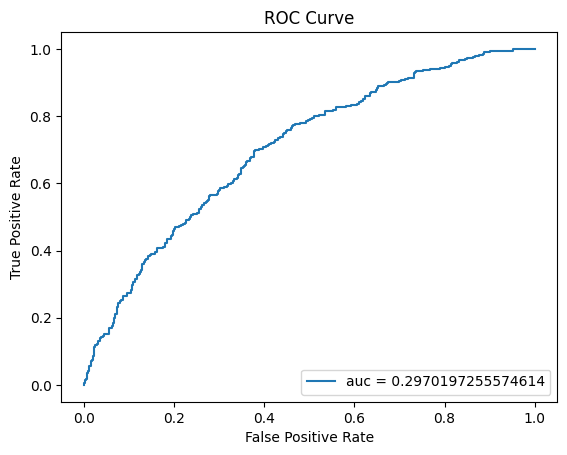 ROC Curve
True Positive Rate
1.0
0.8
0.6
0.4
0.2
0.0
auc = 0.2970197255574614
0.0 0.2 0.4 0.6 0.8 1.0
False Positive Rate